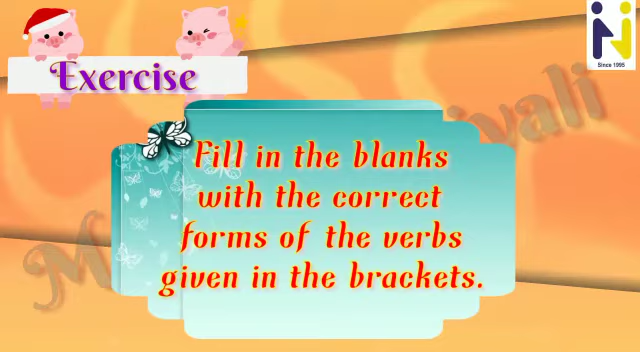 Since 1995
Exercise
Fill in the blanks
with the correct
forms of the verbs
given in the brackets.